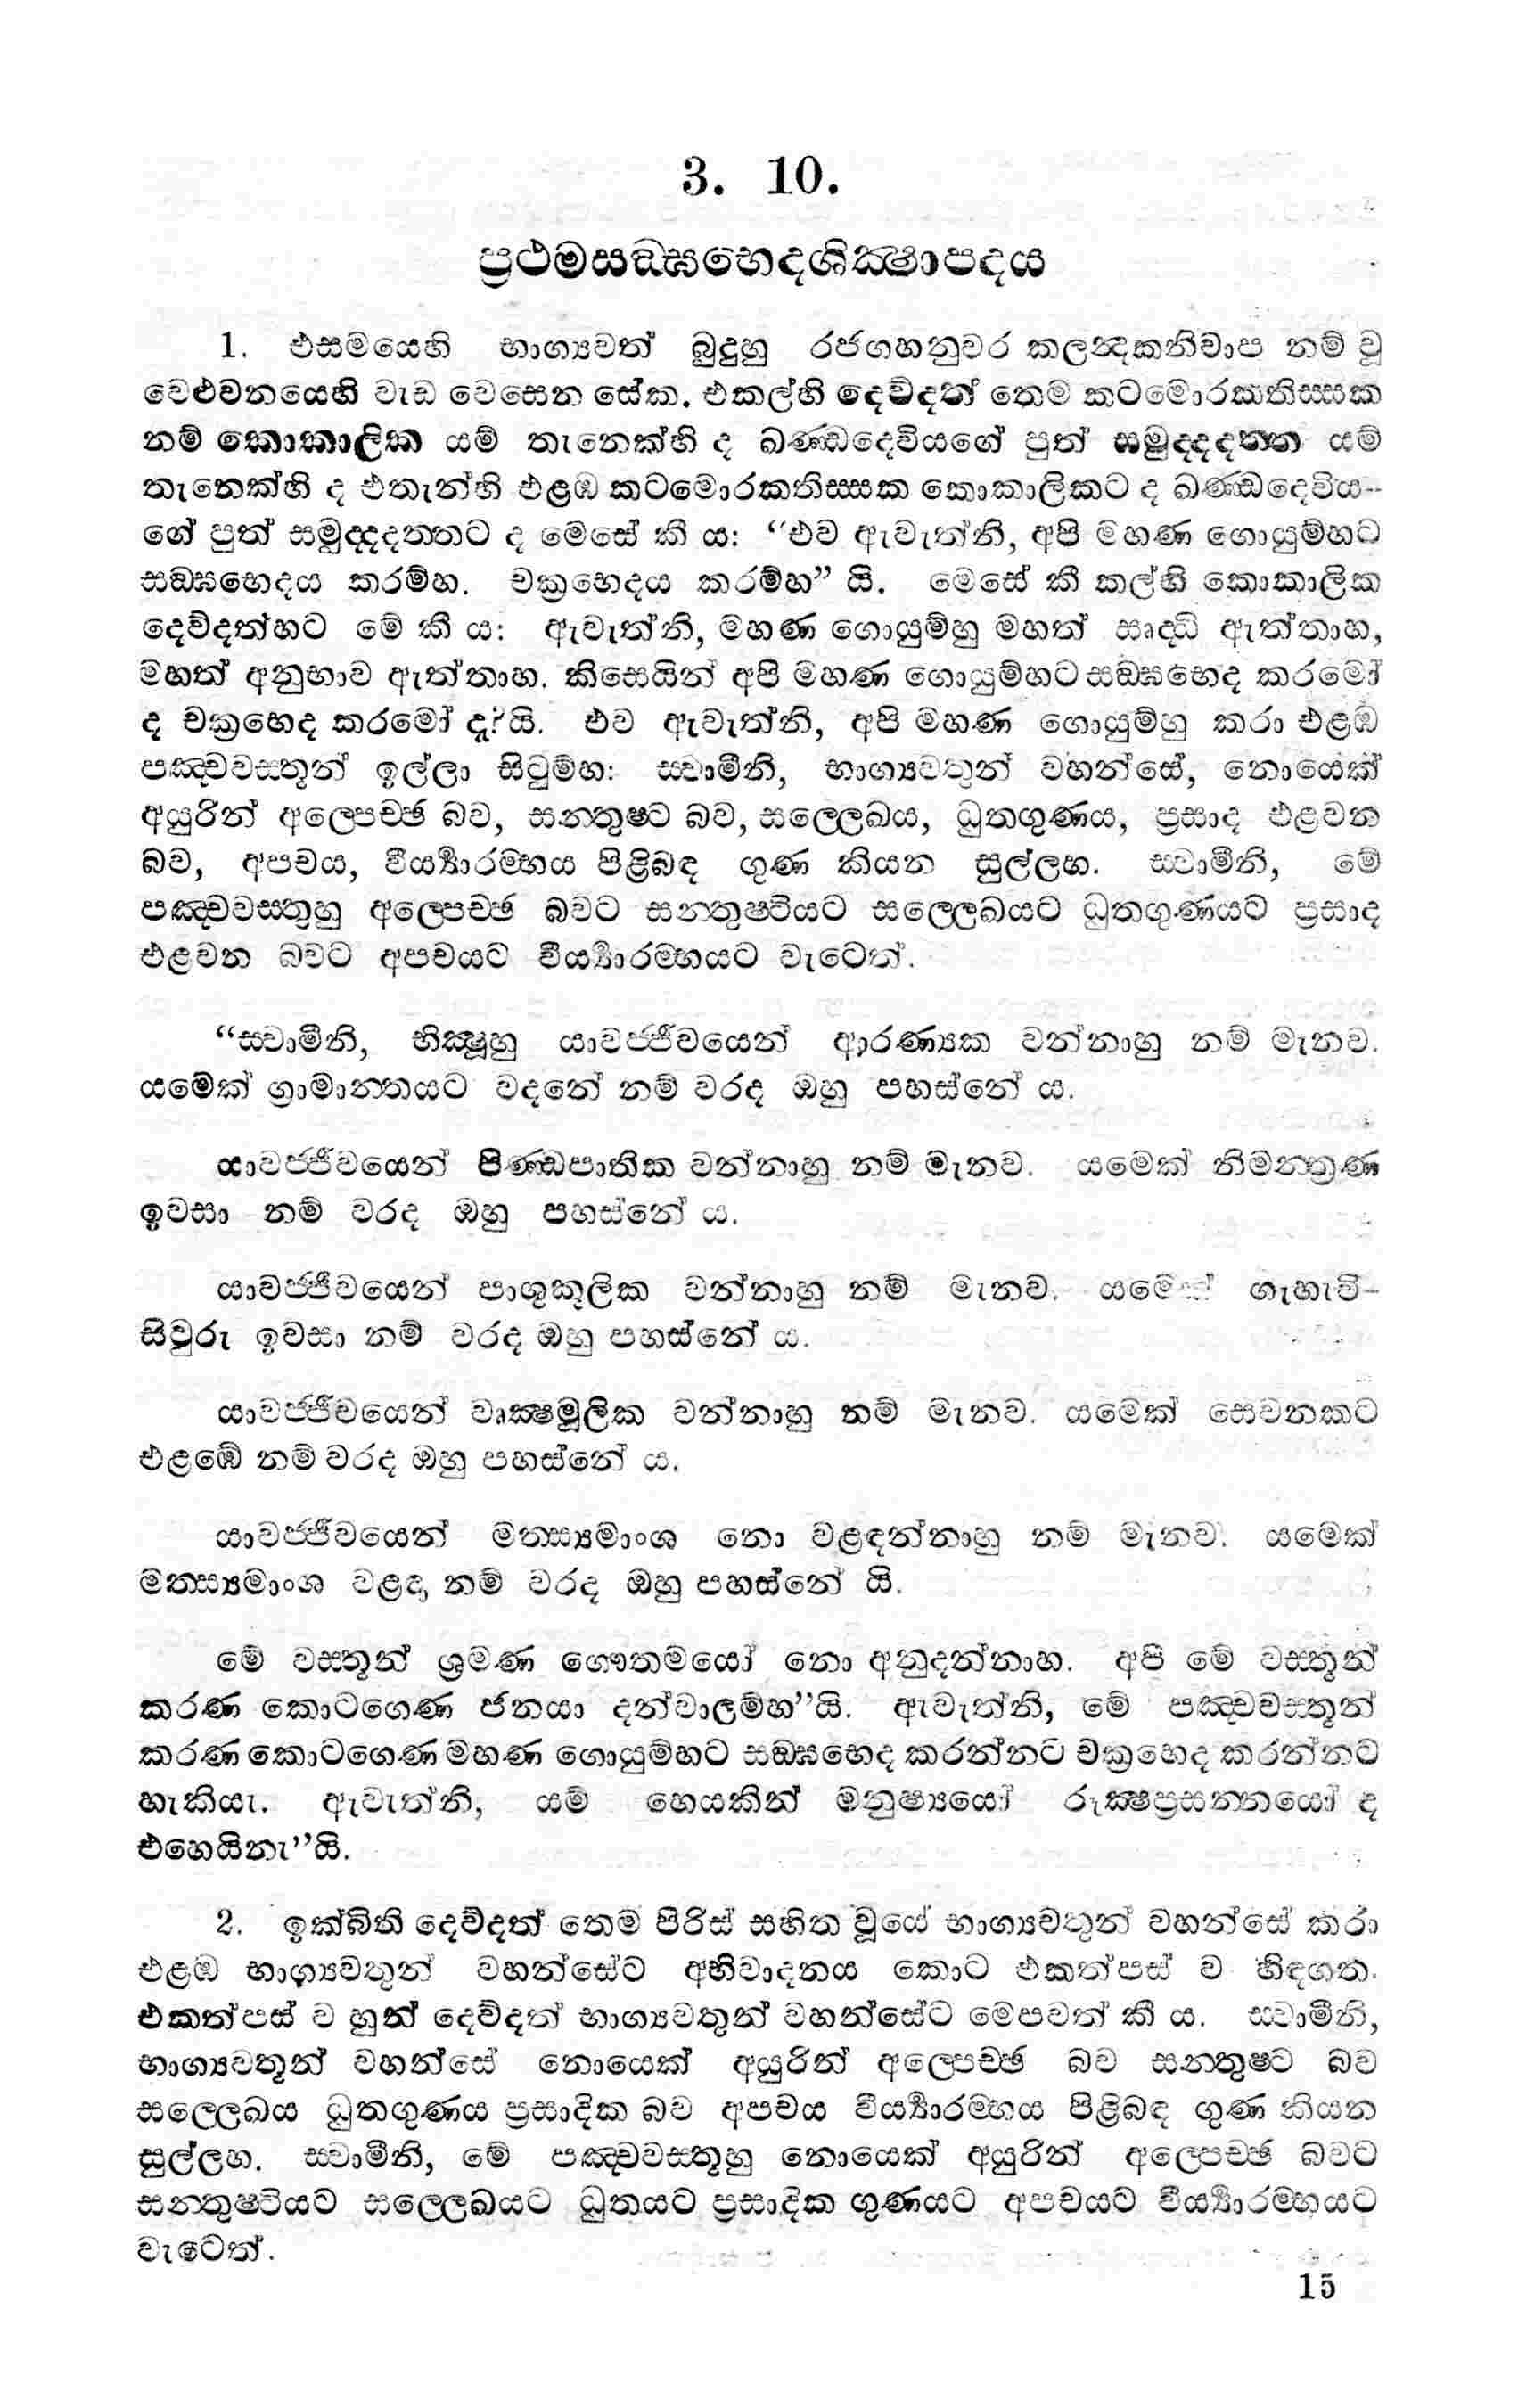 3. 10.
ප්‍රථමසඞ්ඝභෙදශික්‍ෂාපදය
1. එසමයෙහි භාග්‍යවත් බුදුහු රජගහනුවර කලන්‍දකනිවාප නම් වූ
වෙළුවනයෙහි වැඩ වෙසෙන සේක. එකල්හි දෙව්දත් තෙම කටමොරකතිස්සක
නම් කොකාලික යම් තැනෙක්හි ද ඛණ්ඩදෙවියගේ පුත් සමුද්දදත්ත යම්
තැනෙක්හි ද එතැන්හි එළඹ කටමොරකතිස්සක කොකාලිකට ද ඛණ්ඩදෙවිය-
ගේ පුත් සමුද්දදත්තට ද මෙසේ කී ය: “එව ඇවැත්නි, අපි මහණ ගොයුම්හට
සඞ්ඝභෙදය කරම්හ. චක්‍රභෙදය කරම්හ” යි. මෙසේ කී කල්හි කොකාලික
දෙව්දත්හට මේ කී ය: ඇවැත්නි, මහණ ගොයුම්හු මහත් සෘද්ධි ඇත්තාහ,
මහත් අනුභාව ඇත්තාහ. කිසෙයින් අපි මහණ ගොයුම්හට සඞ්ඝභෙද කරමෝ
ද චක්‍රභෙද කරමෝ දැ?යි. එව ඇවැත්නි, අපි මහණ ගොයුම්හු කරා එළඹ
පඤ්චවස්තූන් ඉල්ලා සිටුම්හ: ස්වාමීනි, භාග්‍යවතුන් වහන්සේ, නොයෙක්
අයුරින් අල්පෙච්ඡ බව, සන්තුෂ්ට බව, සල්ලෙඛය, ධුතගුණය, ප්‍රසාද එළවන
බව, අපචය, වීර්‍ය්‍යාරම්භය පිළිබඳ ගුණ කියන සුල්ලහ. ස්වාමීනි, මේ
පඤ්චවස්තුහු අල්පෙච්ඡ බවට සන්තුෂ්ටියට සල්ලෙඛයට ධුතගුණයට ප්‍රසාද
එළවන බවට අපචයට වීර්‍ය්‍යාරම්භයට වැටෙත්.
“ස්වාමීනි, භික්‍ෂූහු යාවජ්ජීවයෙන් ආරණ්‍යක වන්නාහු නම් මැනව.
යමෙක් ග්‍රාමාන්තයට වදනේ නම් වරද ඔහු පහස්නේ ය.
යාවජ්ජීවයෙන් පිණ්ඩපාතික වන්නාහු නම් මැනව. යමෙක් නිමන්ත්‍රණ
ඉවසා නම් වරද ඔහු පහස්නේ ය.
යාවජ්ජීවයෙන් පාශුකූලික වන්නාහු නම් මැනව. යමෙක් ගැහැවි-
සිවුරු ඉවසා නම් වරද ඔහු පහස්නේ ය.
යාවජ්ජීවයෙන් වෘක්‍ෂමූලික වන්නාහු නම් මැනව. යමෙක් සෙවනකට
එළඹේ නම් වරද ඔහු පහස්නේ ය.
යාවජ්ජීවයෙන් මත්ස්‍යමාංශ නො වළඳන්නාහු නම් මැනව. යමෙක්
මත්ස්‍යමාංශ වළඳා නම් වරද ඔහු පහස්නේ යි.
මේ වස්තූන් ශ්‍රමණ ගෞතමයෝ නො අනුදන්නාහ. අපි මේ වස්තූන්
කරණ කොටගෙණ ජනයා දන්වාලම්හ”යි. ඇවැත්නි, මේ පඤ්චවස්තූන්
කරණ කොටගෙණ මහණ ගොයුම්හට සඞ්ඝභෙද කරන්නට චක්‍රභෙද කරන්නට
හැකියැ. ඇවැත්නි, යම් හෙයකින් මනුෂ්‍යයෝ රූක්‍ෂප්‍රසන්නයෝ ද
එහෙයිනැ”යි.
2. ඉක්බිති දෙව්දත් තෙම පිරිස් සහිත වූයේ භාග්‍යවතුන් වහන්සේ කරා
එළඹ භාග්‍යවතුන් වහන්සේට අභිවාදනය කොට එකත්පස් ව හිඳගත.
එකත්පස් ව හුන් දෙව්දත් භාග්‍යවතුන් වහන්සේට මෙපවත් කී ය. ස්වාමීනි,
භාග්‍යවතූන් වහන්සේ නොයෙක් අයුරින් අල්පෙච්ඡ බව සන්තුෂ්ට බව
සල්ලෙඛය ධුතගුණය ප්‍රසාදික බව අපචය වීර්‍ය්‍යාරම්භය පිළිබඳ ගුණ කියන
සුල්ලහ. ස්වාමීනි, මේ පඤ්චවස්තූහු නොයෙක් අයුරින් අල්පෙච්ඡ බවට
සන්තුෂ්ටියට සල්ලෙඛයට ධුතයට ප්‍රසාදික ගුණයට අපචයට වීර්‍ය්‍යාරම්භයට
වැටෙත්.
15